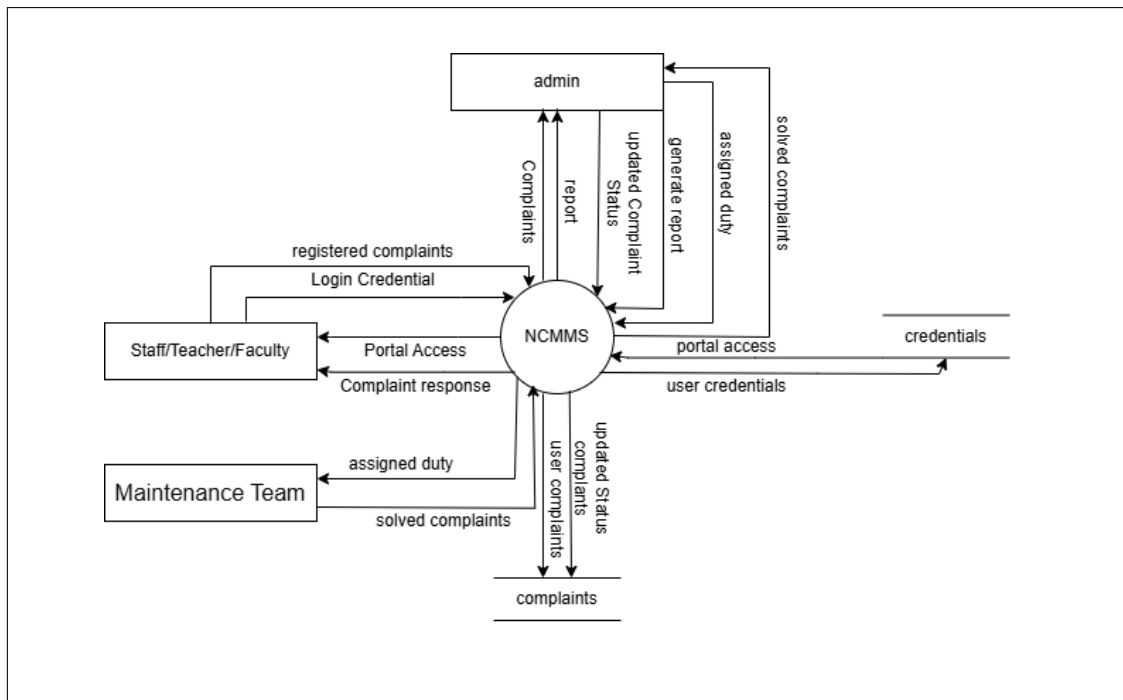 admin
Complaints
report
updated Complaint
Status
generate report
assigned duty
solved complaints
registered complaints
Login Credential
Staff/Teacher/Faculty
Portal Access
Complaint response
NCMMS
portal access
credentials
user credentials
assigned duty
Maintenance Team
solved complaints
user complaints
updated Status
complants
complaints